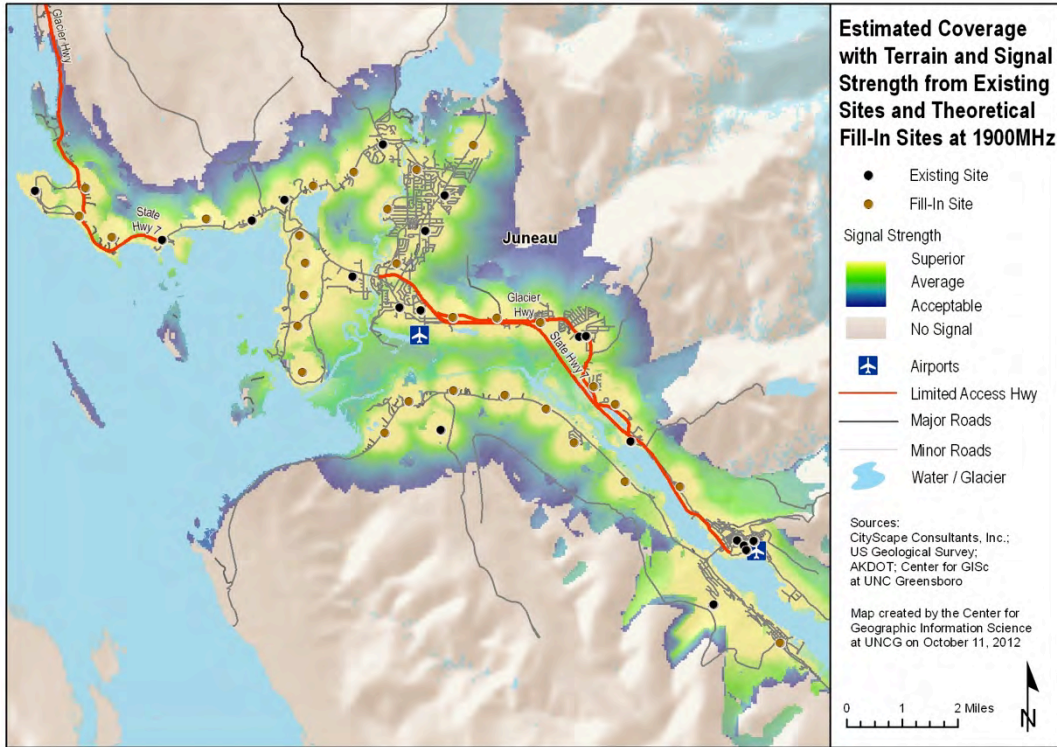 Glacier Hwy
State
Hwy 7
Juneau
Glacier
Hwy
State Hwy 7
Estimated Coverage
with Terrain and Signal
Strength from Existing
Sites and Theoretical
Fill-In Sites at 1900MHz
Existing Site
Fill-In Site
Signal Strength
Superior
Average
Acceptable
No Signal
Airports
Limited Access Hwy
Major Roads
Minor Roads
Water / Glacier
Sources:
CityScape Consultants, Inc.;
US Geological Survey;
AKDOT; Center for GISc
at UNC Greensboro
Map created by the Center for
Geographic Information Science
at UNCG on October 11, 2012
0 1 2 Miles
N